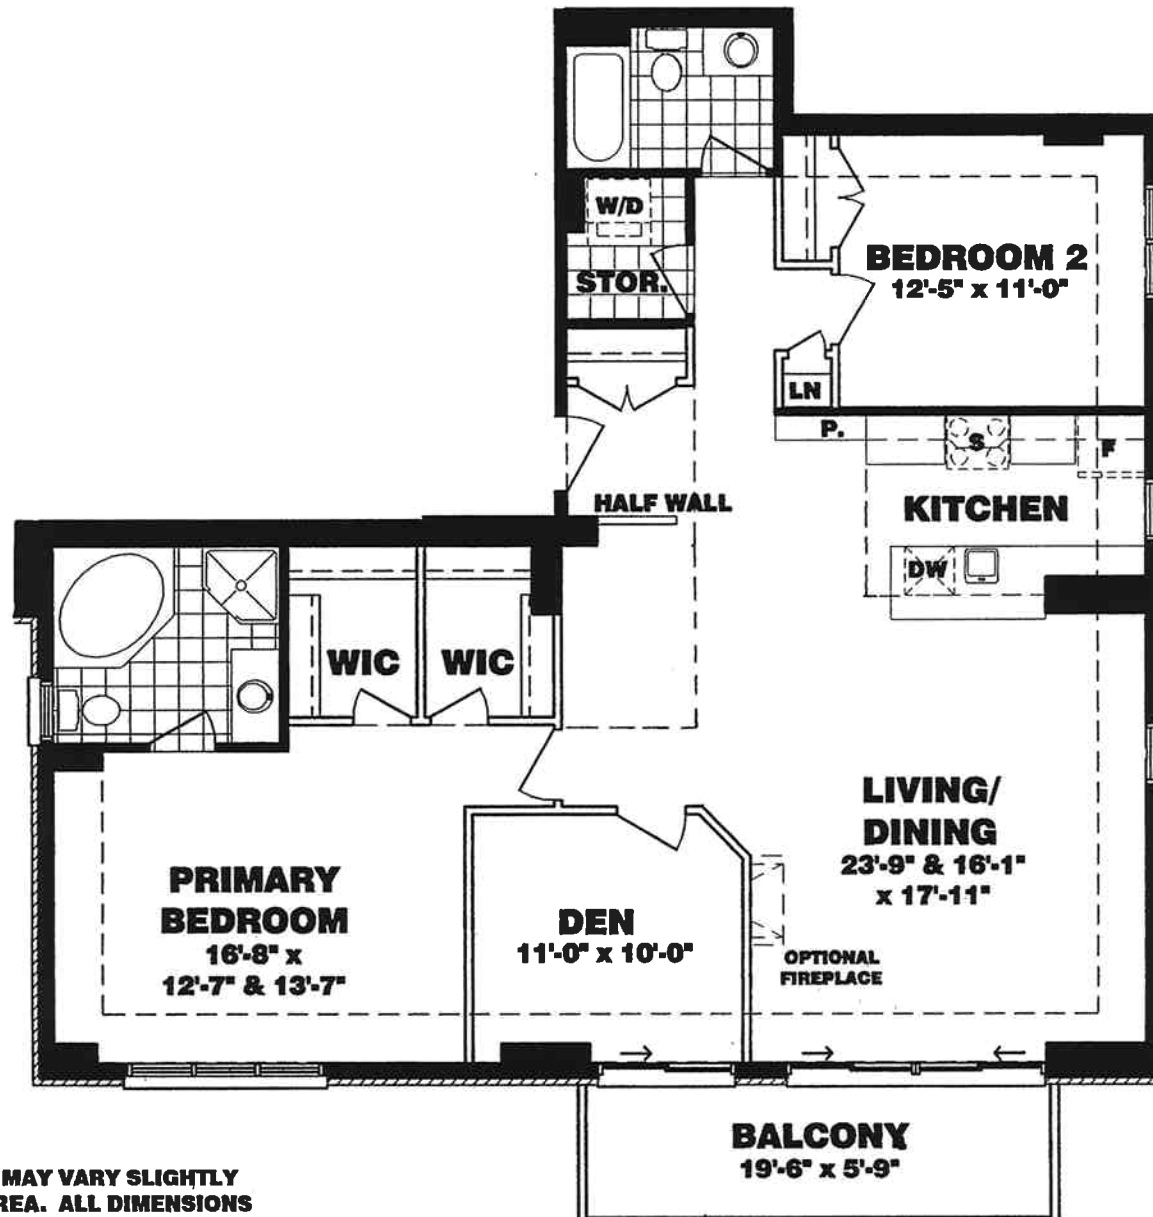 W/D
STOR.
BEDROOM 2
12'-5" x 11'-0"
LN
P.
S
F
HALF WALL
KITCHEN
DW
WIC
WIC
LIVING/
DINING
23'-9" & 16'-1"
x 17'-11"
PRIMARY
BEDROOM
16'-8" x
12'-7" & 13'-7"
DEN
11'-0" x 10'-0"
OPTIONAL
FIREPLACE
BALCONY
19'-6" x 5'-9"
MAY VARY SLIGHTLY
REA. ALL DIMENSIONS